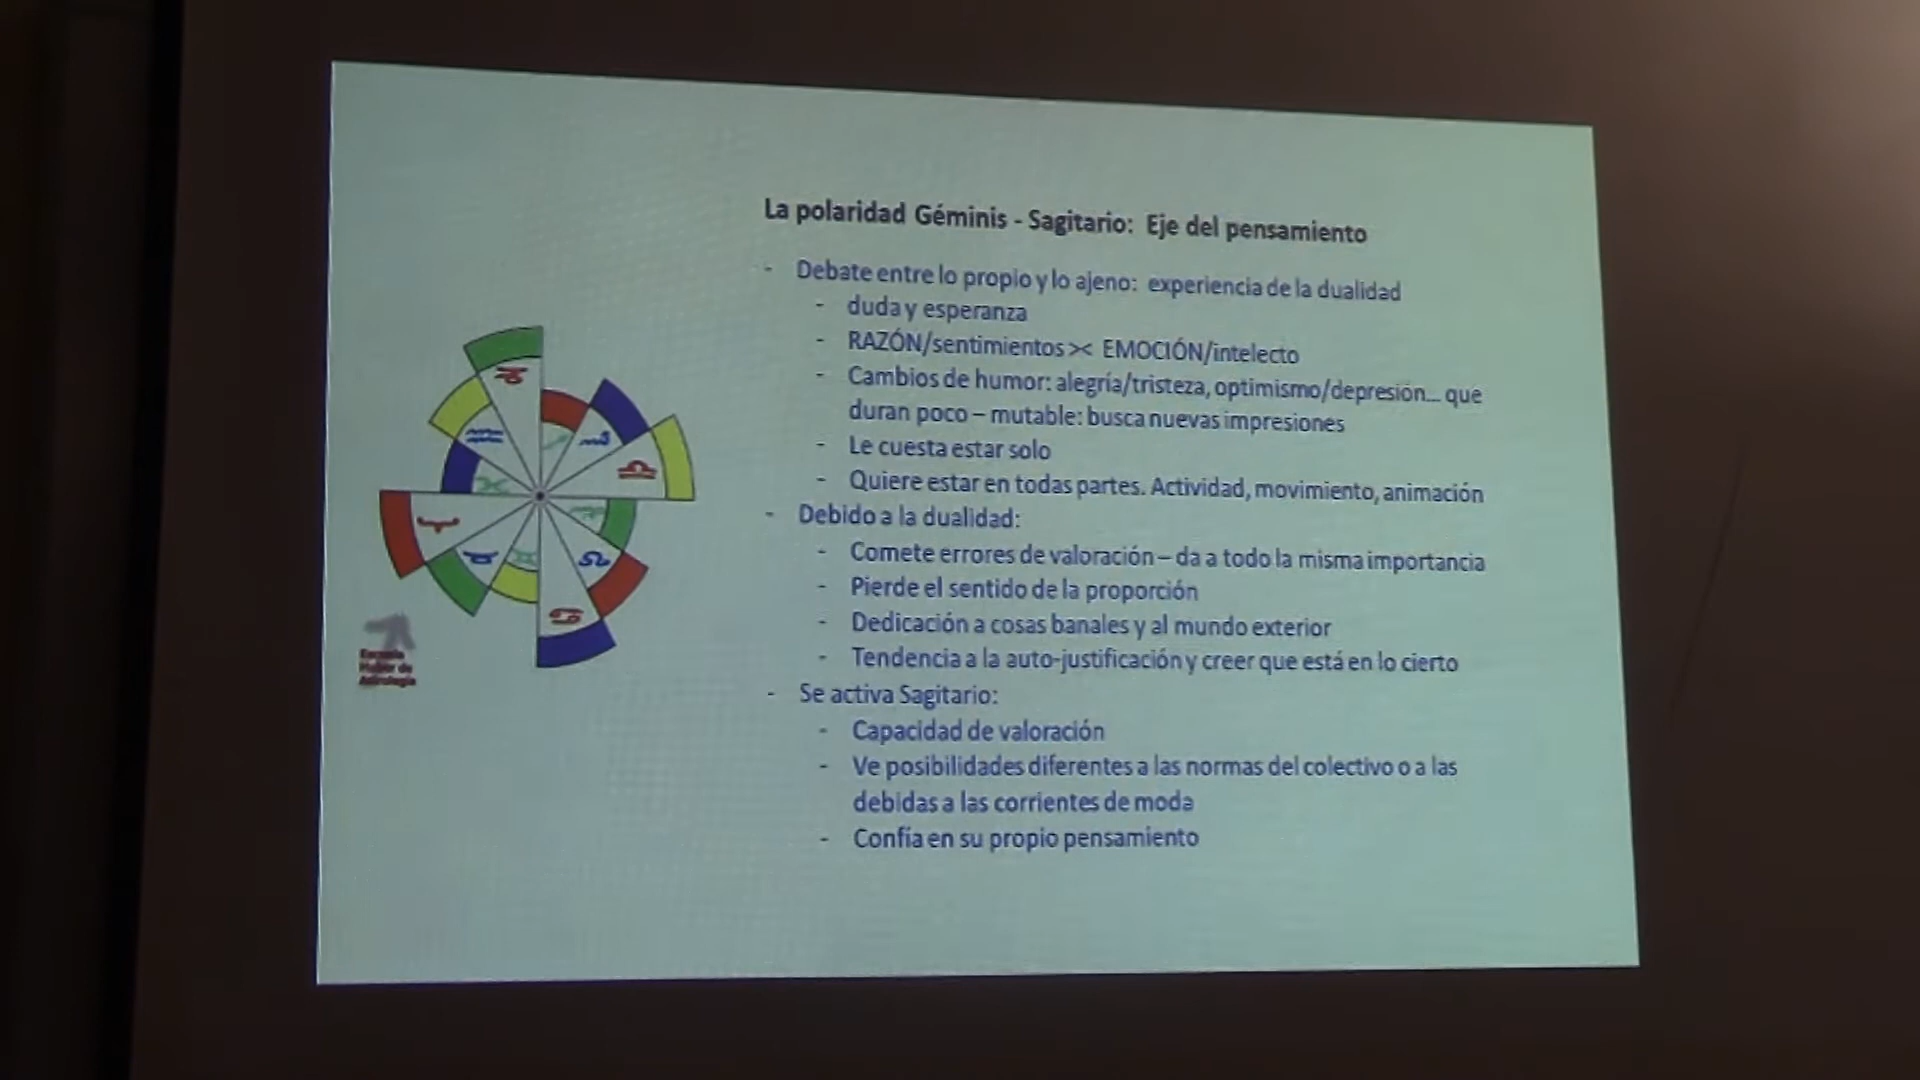 La polaridad Géminis - Sagitario: Eje del pensamiento
- Debate entre lo propio y lo ajeno: experiencia de la dualidad
- duda y esperanza
- RAZÓN/sentimientos >< EMOCIÓN/intelecto
- Cambios de humor: alegría/tristeza, optimismo/depresión... que
duran poco – mutable: busca nuevas impresiones
- Le cuesta estar solo
- Quiere estar en todas partes. Actividad, movimiento, animación
- Debido a la dualidad:
- Comete errores de valoración – da a todo la misma importancia
- Pierde el sentido de la proporción
- Dedicación a cosas banales y al mundo exterior
- Tendencia a la auto-justificación y creer que está en lo cierto
- Se activa Sagitario:
- Capacidad de valoración
- Ve posibilidades diferentes a las normas del colectivo o a las
debidas a las corrientes de moda
- Confía en su propio pensamiento
Escuela
Huber de
Astrología